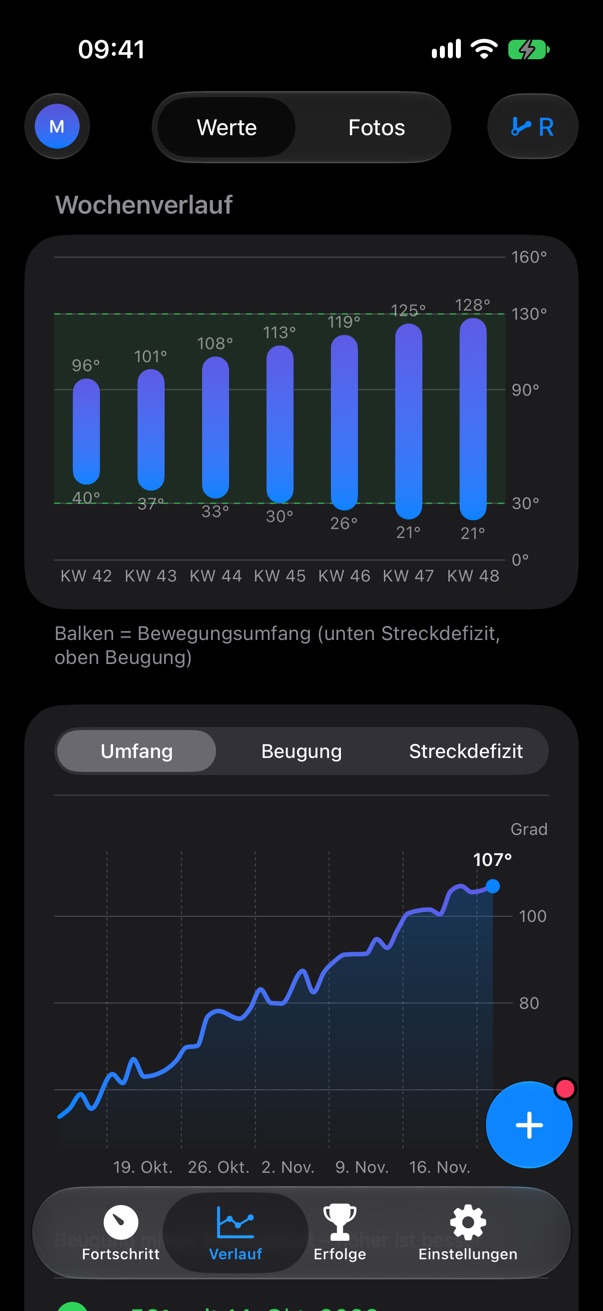 09:41
M
Werte
Fotos
R
Wochenverlauf
160°
130°
90°
30°
0°
96°
101°
108°
113°
119°
125°
128°
40°
37°
33°
30°
26°
21°
21°
KW 42
KW 43
KW 44
KW 45
KW 46
KW 47
KW 48
Balken = Bewegungsumfang (unten Streckdefizit,
oben Beugung)
Umfang
Beugung
Streckdefizit
Grad
107°
100
80
19. Okt.
26. Okt.
2. Nov.
9. Nov.
16. Nov.
Fortschritt
Verlauf
Erfolge
Einstellungen